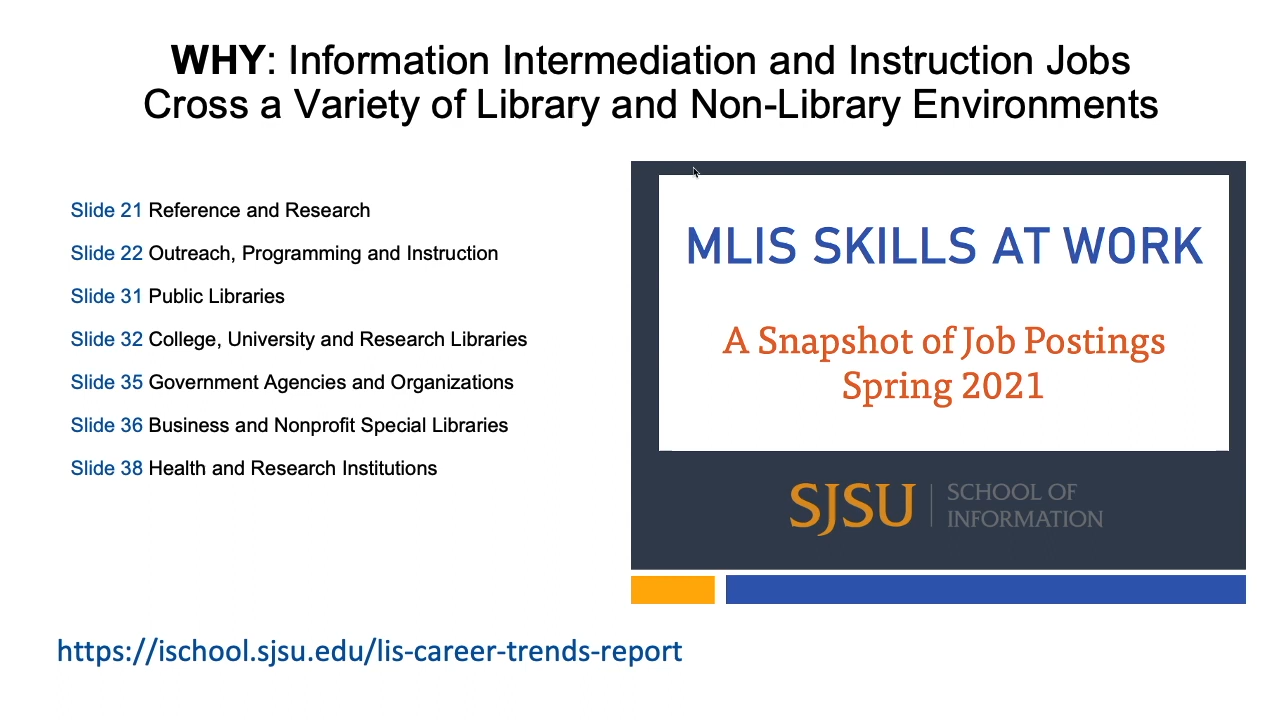 WHY: Information Intermediation and Instruction Jobs
Cross a Variety of Library and Non-Library Environments
Slide 21 Reference and Research
Slide 22 Outreach, Programming and Instruction
Slide 31 Public Libraries
Slide 32 College, University and Research Libraries
Slide 35 Government Agencies and Organizations
Slide 36 Business and Nonprofit Special Libraries
Slide 38 Health and Research Institutions
MLIS SKILLS AT WORK
A Snapshot of Job Postings
Spring 2021
SJSU
SCHOOL OF
INFORMATION
https://ischool.sjsu.edu/lis-career-trends-report